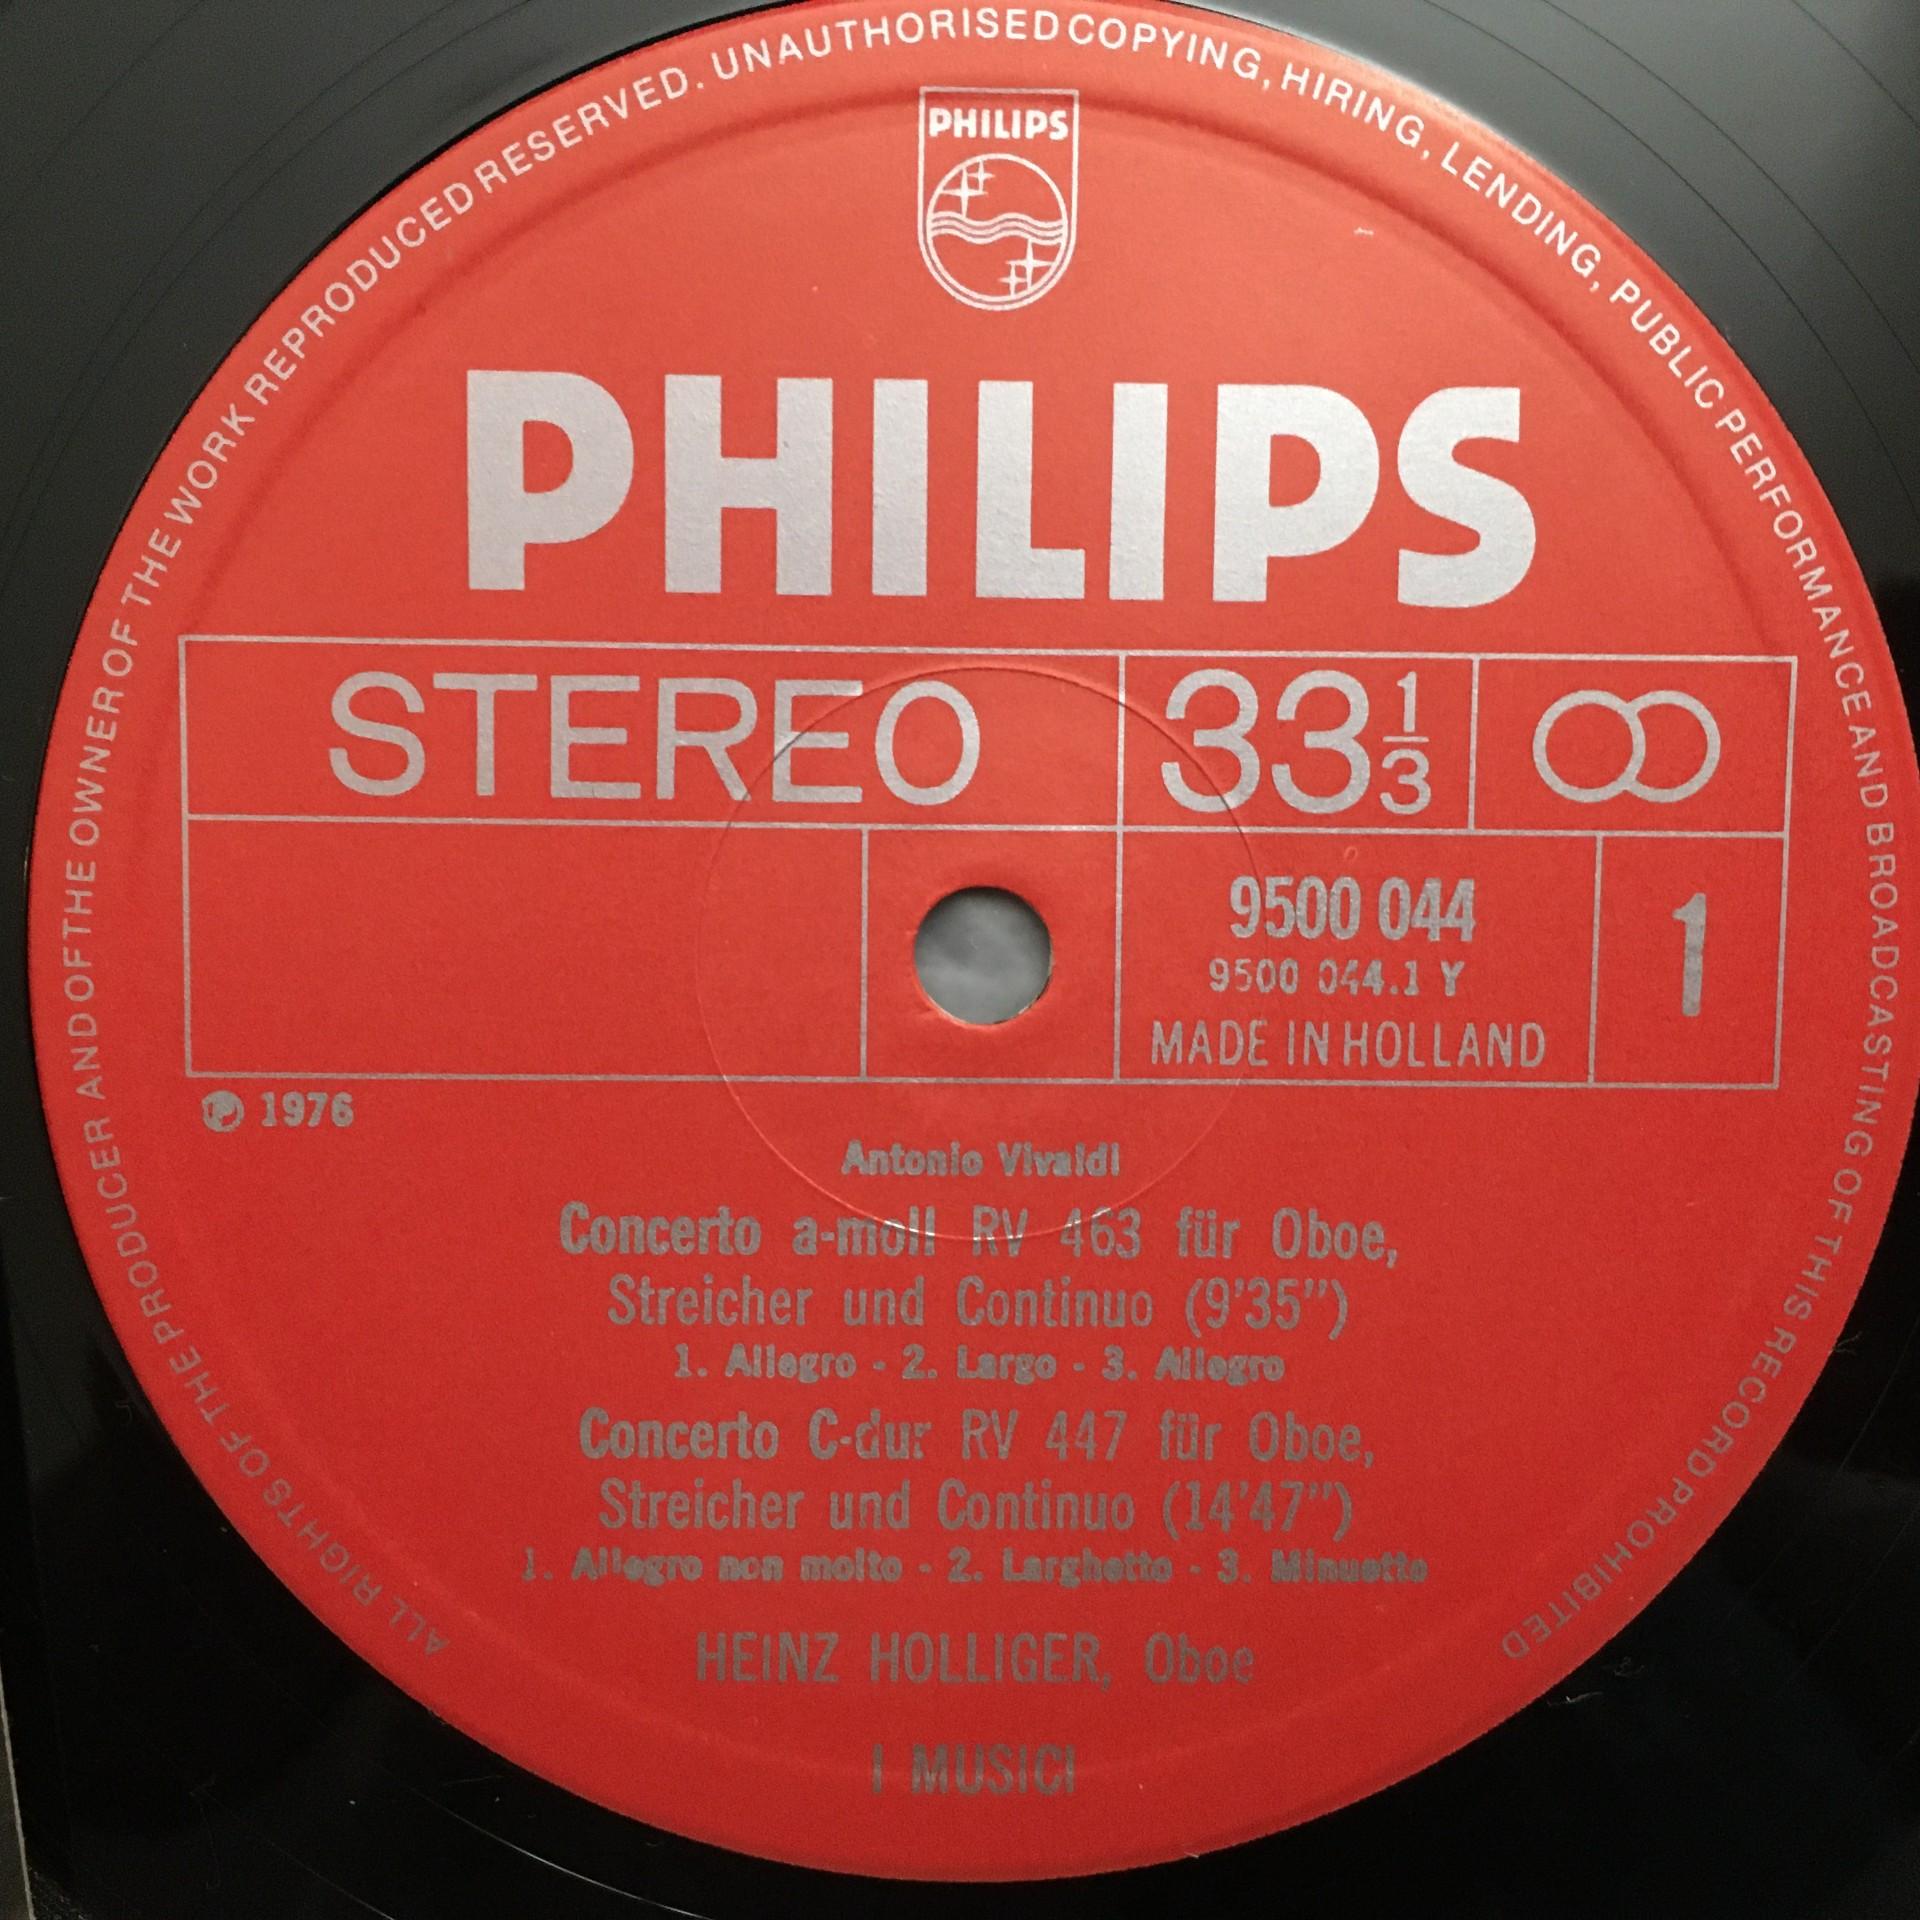 ALL RIGHTS OF THE PRODUCER AND OF THE OWNER OF THE WORK REPRODUCED RESERVED. UNAUTHORISED COPYING, HIRING, LENDING, PUBLIC PERFORMANCE AND BROADCASTING OF THIS RECORD PROHIBITED
PHILIPS
PHILIPS
STEREO 33 1/3
9500 044 1
9500 044.1 Y
MADE IN HOLLAND
Ⓟ 1976
Antonio Vivaldi
Concerto a-moll RV 463 für Oboe,
Streicher und Continuo (9'35")
1. Allegro - 2. Largo - 3. Allegro
Concerto C-dur RV 447 für Oboe,
Streicher und Continuo (14'47")
1. Allegro non molto - 2. Larghetto - 3. Minuetto
HEINZ HOLLIGER, Oboe
I MUSICI